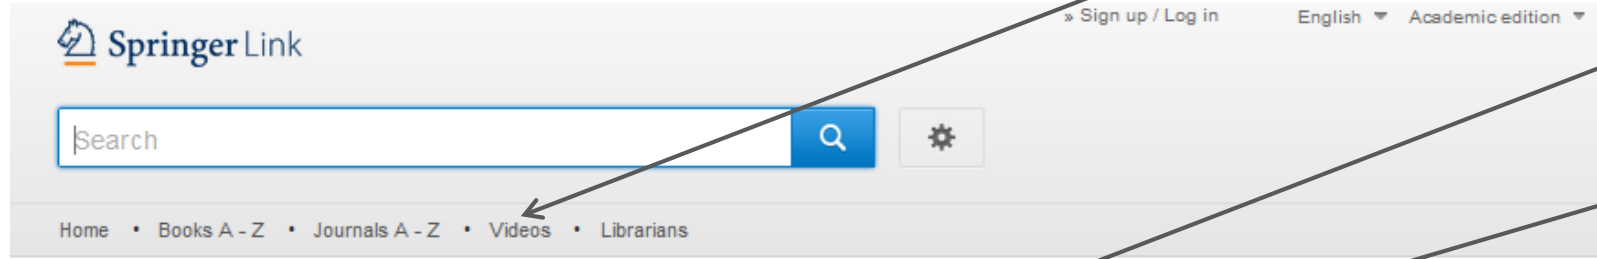 » Sign up / Log in English Academic edition
Springer Link
Search
Home • Books A - Z • Journals A - Z • Videos • Librarians